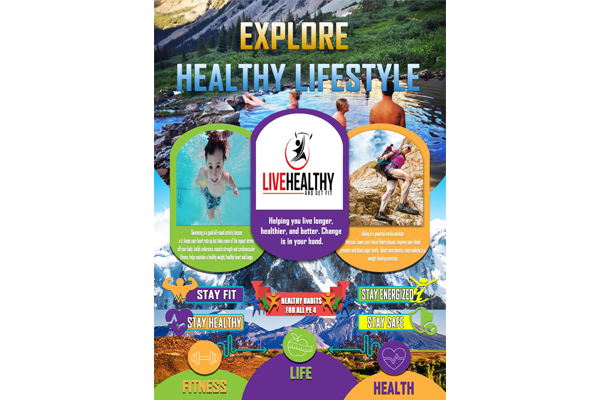 EXPLORE
HEALTHY LIFESTYLE
LIVEHEALTHY
AND GET FIT
Helping you live longer,
healthier, and better. Change
is in your hand.
Swimming is a good all-round activity because
it keeps your heart rate up but takes some of the impact stress
off your body, builds endurance, muscle strength and cardiovascular
fitness, helps maintain a healthy weight, healthy heart and lungs
Hiking is a powerful cardio workout
that can: Lower your risk of heart disease. Improve your blood
pressure and blood sugar levels. Boost bone density, since walking is a
weight-bearing exercise.
STAY FIT
STAY HEALTHY
HEALTHY HABITS
FOR ALL PE 4
STAY ENERGIZED
STAY SAFE
FITNESS
LIFE
HEALTH